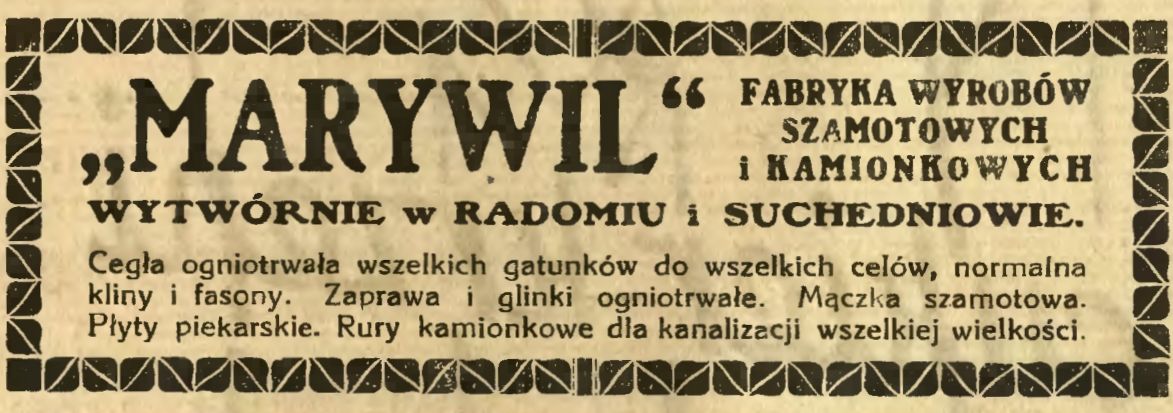 „MARYWIL“
FABRYKA WYROBÓW
SZAMOTOWYCH
i KAMIONKOWYCH
WYTWÓRNIE w RADOMIU i SUCHEDNIOWIE.
Cegła ogniotrwała wszelkich gatunków do wszelkich celów, normalna
kliny i fasony. Zaprawa i glinki ogniotrwałe. Mączka szamotowa.
Płyty piekarskie. Rury kamionkowe dla kanalizacji wszelkiej wielkości.